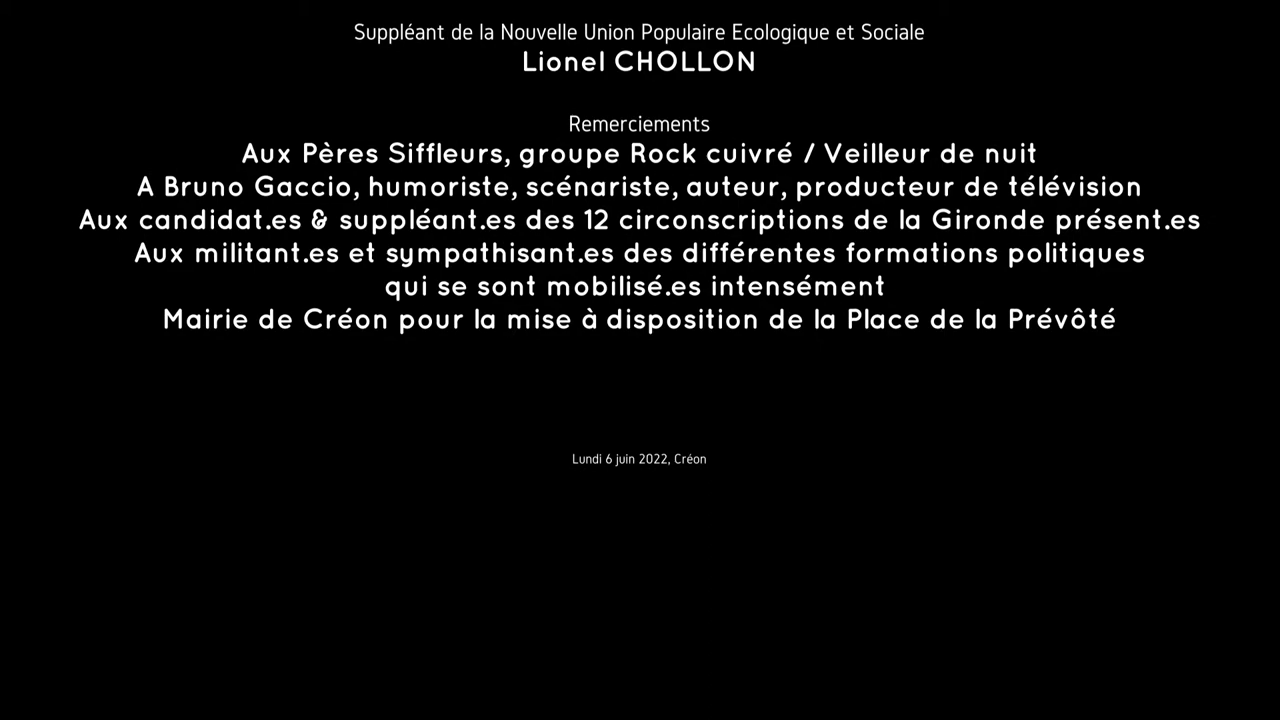 Suppléant de la Nouvelle Union Populaire Ecologique et Sociale
Lionel CHOLLON
Remerciements
Aux Pères Siffleurs, groupe Rock cuivré / Veilleur de nuit
A Bruno Gaccio, humoriste, scénariste, auteur, producteur de télévision
Aux candidat.es & suppléant.es des 12 circonscriptions de la Gironde présent.es
Aux militant.es et sympathisant.es des différentes formations politiques
qui se sont mobilisé.es intensément
Mairie de Créon pour la mise à disposition de la Place de la Prévôté
Lundi 6 juin 2022, Créon